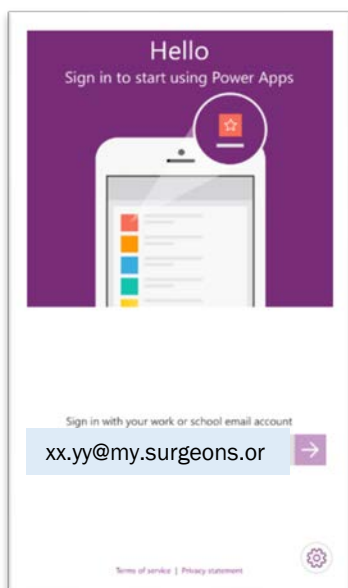 Hello
Sign in to start using Power Apps
Sign in with your work or school email account
xx.yy@my.surgeons.or
Terms of service | Privacy statement